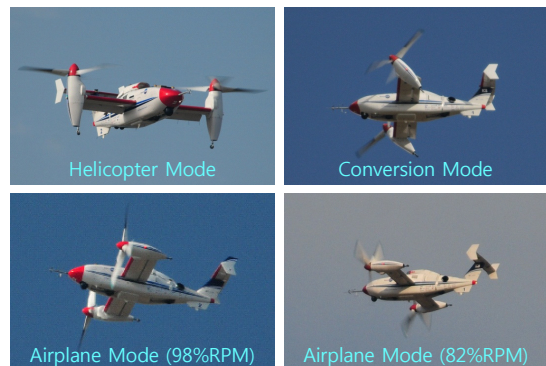 Helicopter Mode
Conversion Mode
Airplane Mode (98%RPM)
Airplane Mode (82%RPM)